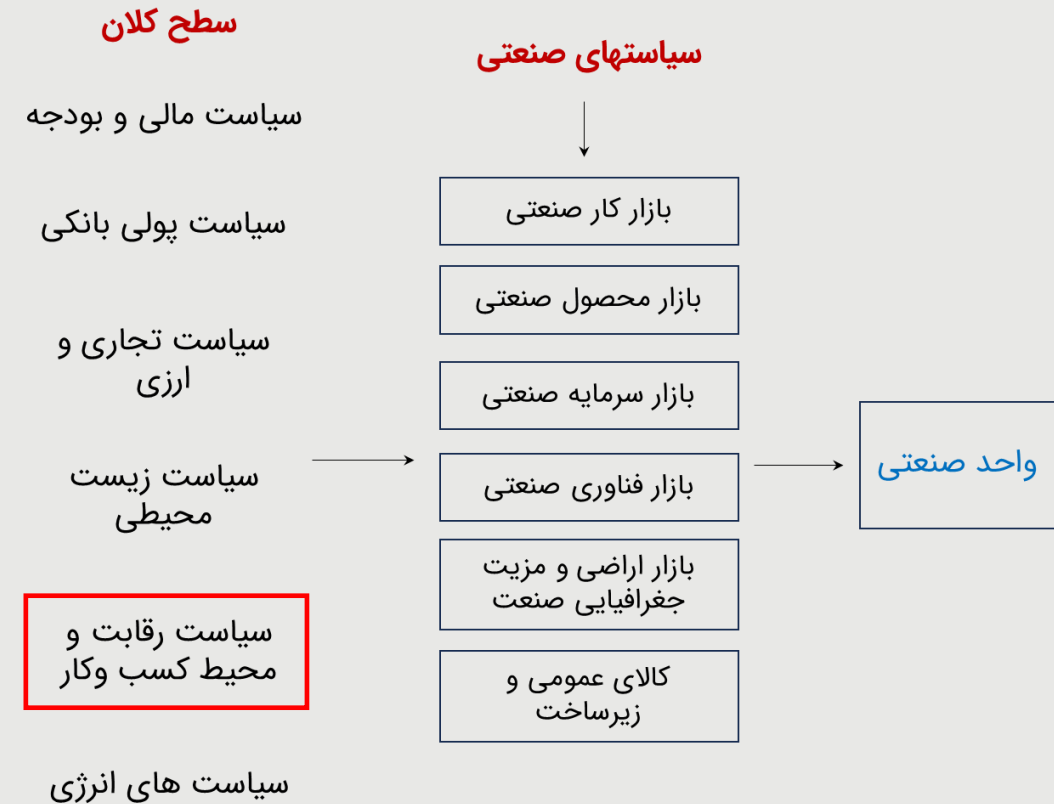 سطح کلان
سیاست مالی و بودجه
سیاست پولی بانکی
سیاست تجاری و
ارزی
سیاست زیست
محیطی
سیاست رقابت و
محیط کسب وکار
سیاست های انرژی
سیاستهای صنعتی
بازار کار صنعتی
بازار محصول صنعتی
بازار سرمایه صنعتی
بازار فناوری صنعتی
بازار اراضی و مزیت
جغرافیایی صنعت
کالای عمومی و
زیرساخت
واحد صنعتی